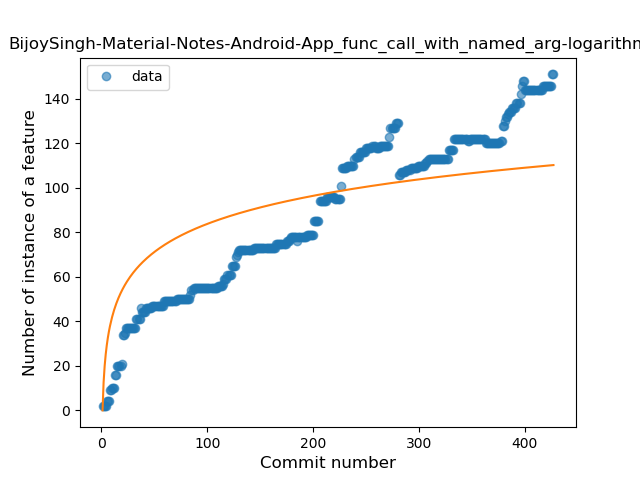 BijoySingh-Material-Notes-Android-App_func_call_with_named_arg-logarithm
data
Number of instance of a feature
140
120
100
80
60
40
20
0
0 100 200 300 400
Commit number